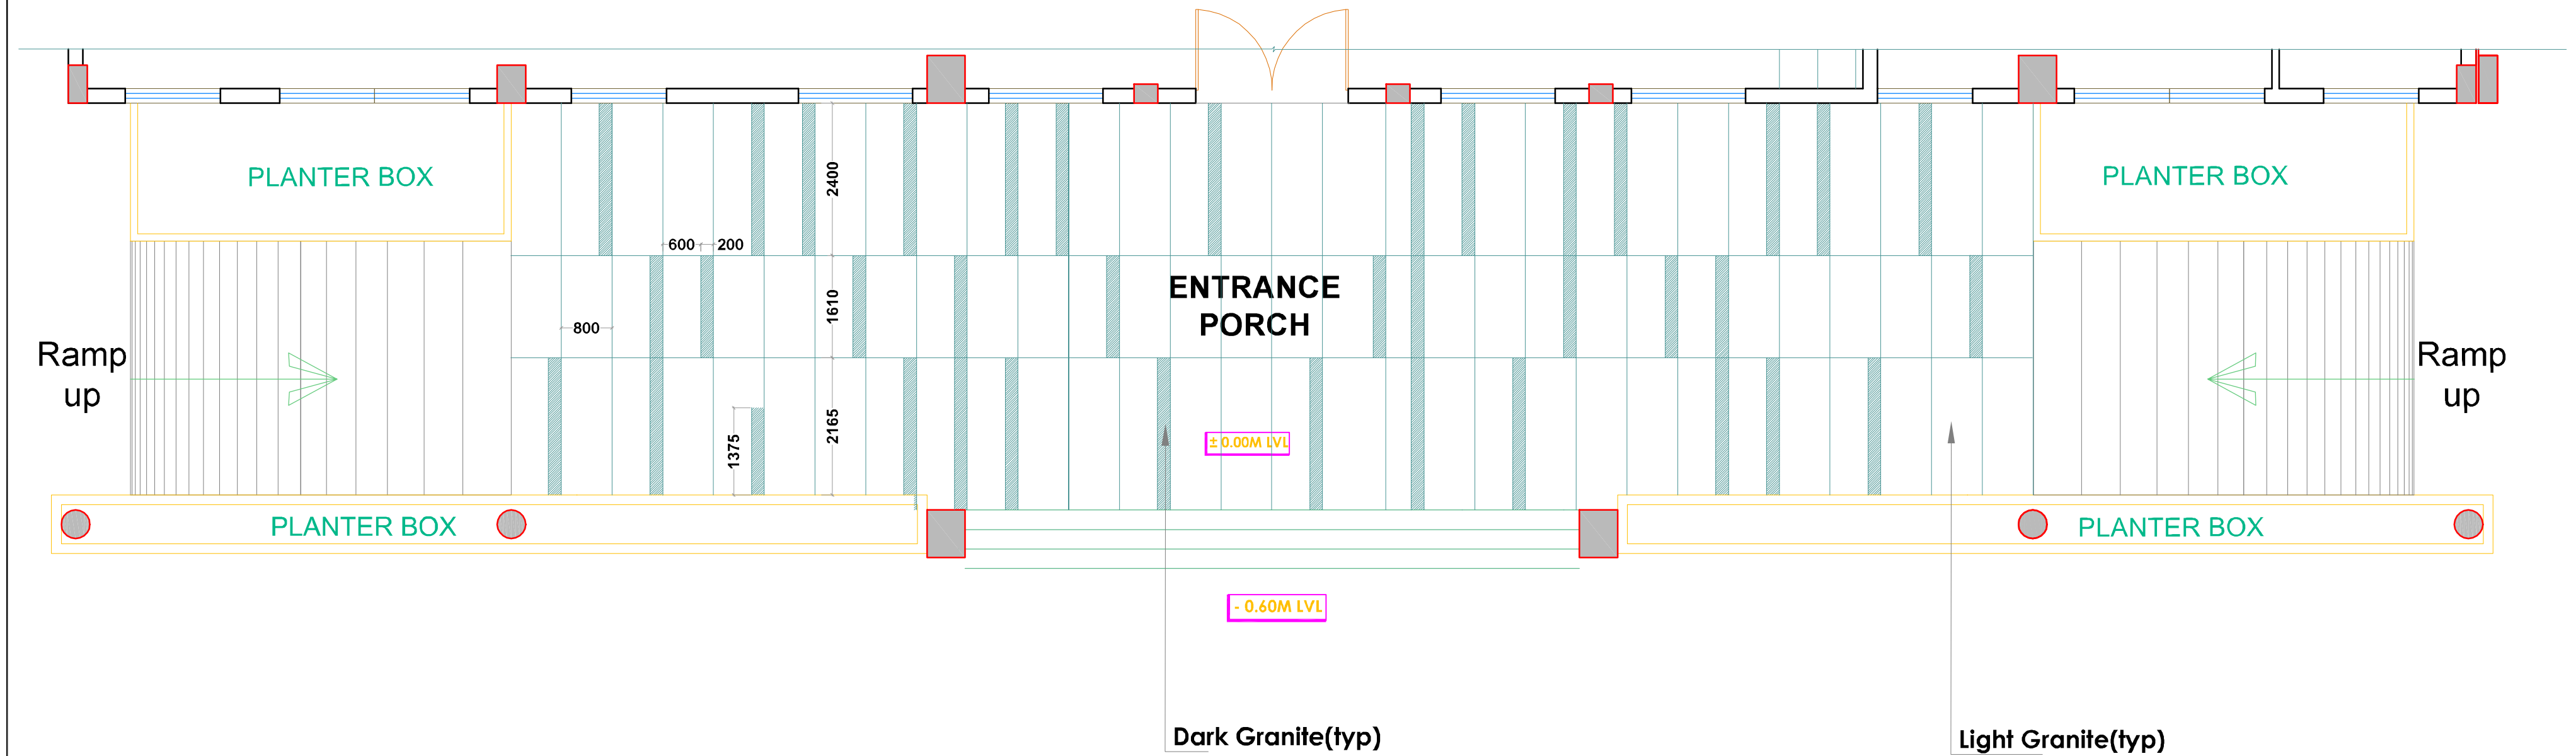 PLANTER BOX
PLANTER BOX
2400
600
200
1610
800
ENTRANCE
PORCH
Ramp
up
Ramp
up
2165
1375
± 0.00M LVL
PLANTER BOX
PLANTER BOX
- 0.60M LVL
Dark Granite(typ)
Light Granite(typ)